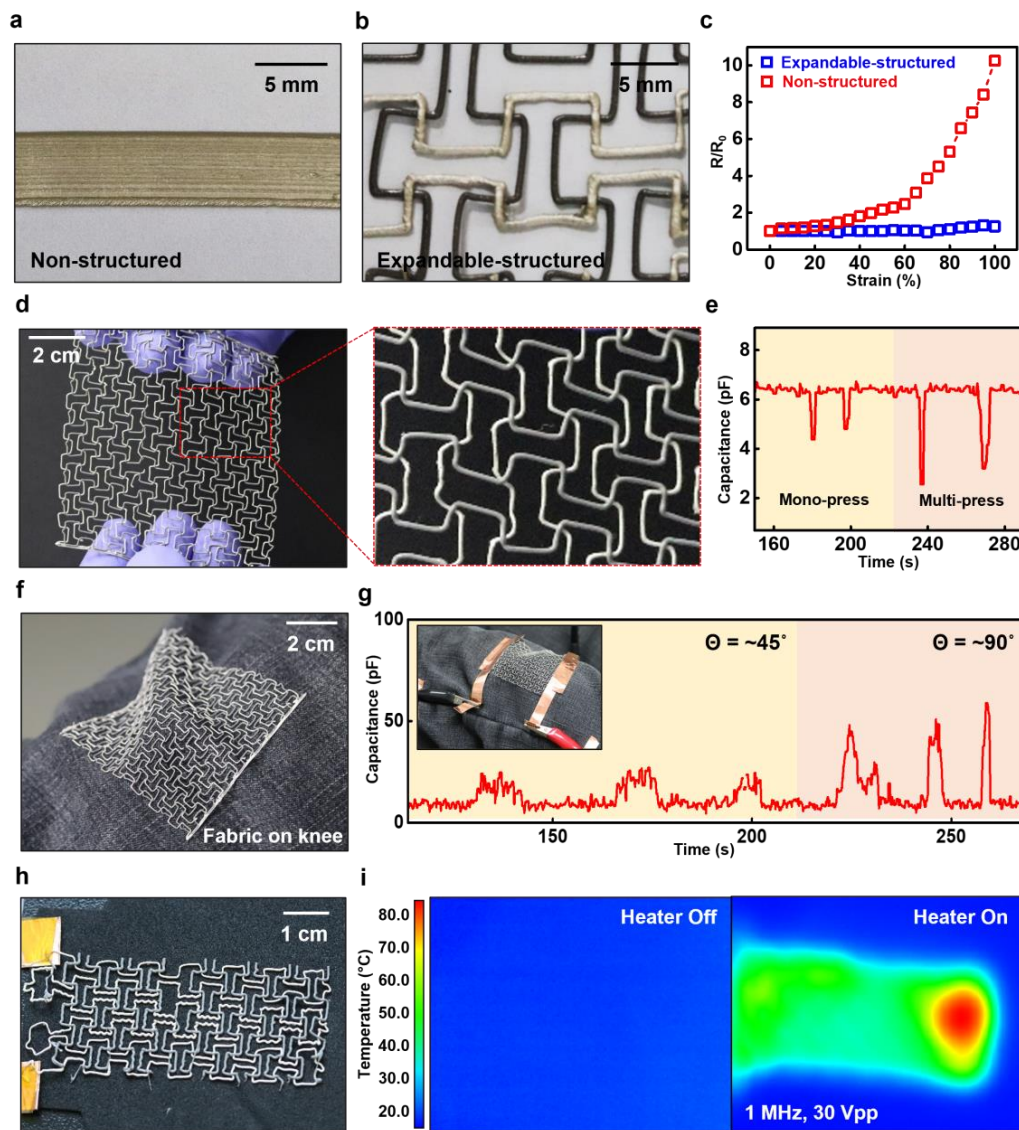 a
5 mm
Non-structured
b
5 mm
Expandable-structured
c
Expandable-structured
Non-structured
10
8
6
4
2
0
R/R0
0 20 40 60 80 100
Strain (%)
d
2 cm
e
8
6
4
2
Capacitance (pF)
Mono-press
Multi-press
160 200 240 280
Time (s)
f
2 cm
Fabric on knee
g
100
50
0
Capacitance (pF)
Θ = ~45°
Θ = ~90°
150 200 250
Time (s)
h
1 cm
i
80.0
70.0
60.0
50.0
40.0
30.0
20.0
Temperature (°C)
Heater Off
Heater On
1 MHz, 30 Vpp